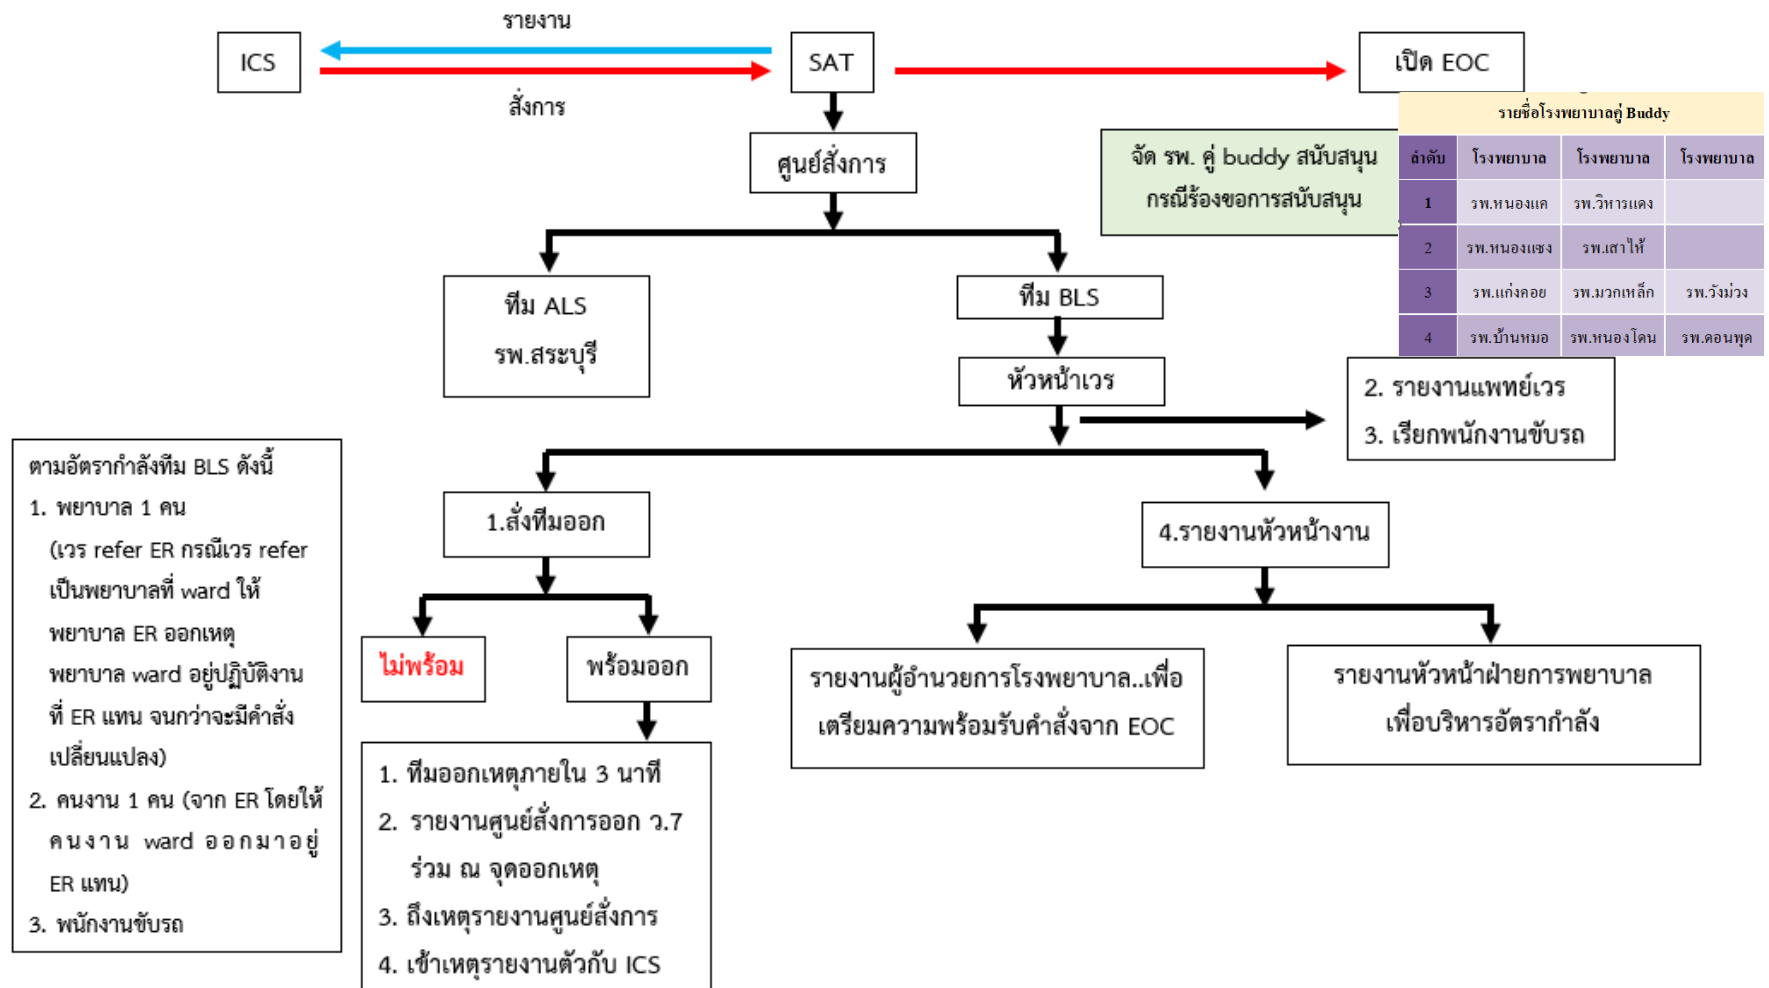 รายงาน
ICS
SAT
เปิด EOC
สั่งการ
ศูนย์สั่งการ
จัด รพ. คู่ buddy สนับสนุน
กรณีร้องขอการสนับสนุน
รายชื่อโรงพยาบาลคู่ Buddy
ลำดับ โรงพยาบาล โรงพยาบาล โรงพยาบาล
1 รพ.หนองแค รพ.วิหารแดง
2 รพ.หนองแซง รพ.เสาไห้
3 รพ.แก่งคอย รพ.มวกเหล็ก รพ.วังม่วง
4 รพ.บ้านหมอ รพ.หนองโดน รพ.ดอนพุด
ทีม ALS
รพ.สระบุรี
ทีม BLS
หัวหน้าเวร
2. รายงานแพทย์เวร
3. เรียกพนักงานขับรถ
ตามอัตรากำลังทีม BLS ดังนี้
1. พยาบาล 1 คน
(เวร refer ER กรณีเวร refer
เป็นพยาบาลที่ ward ให้
พยาบาล ER ออกเหตุ
พยาบาล ward อยู่ปฏิบัติงาน
ที่ ER แทน จนกว่าจะมีคำสั่ง
เปลี่ยนแปลง)
2. คนงาน 1 คน (จาก ER โดยให้
คนงาน ward ออกมาอยู่
ER แทน)
3. พนักงานขับรถ
1.สั่งทีมออก
4.รายงานหัวหน้างาน
ไม่พร้อม
พร้อมออก
รายงานผู้อำนวยการโรงพยาบาล..เพื่อ
เตรียมความพร้อมรับคำสั่งจาก EOC
รายงานหัวหน้าฝ่ายการพยาบาล
เพื่อบริหารอัตรากำลัง
1. ทีมออกเหตุภายใน 3 นาที
2. รายงานศูนย์สั่งการออก ว.7
ร่วม ณ จุดออกเหตุ
3. ถึงเหตุรายงานศูนย์สั่งการ
4. เข้าเหตุรายงานตัวกับ ICS